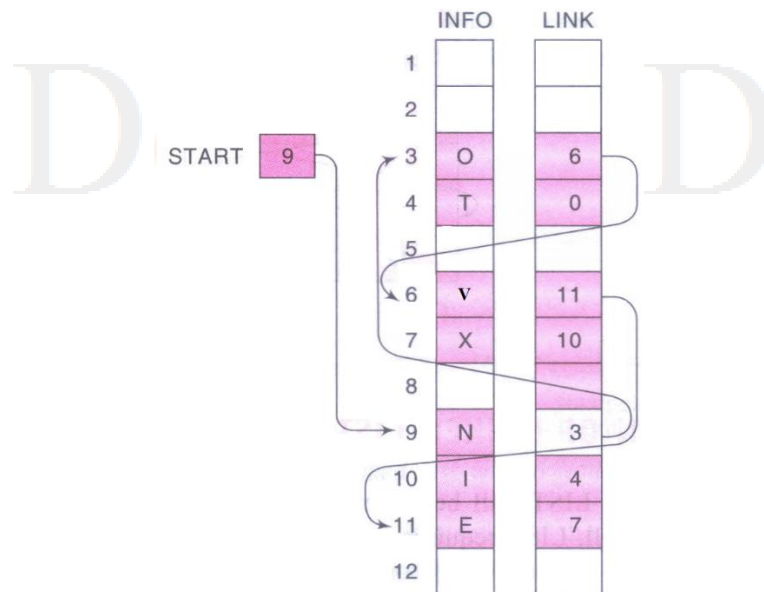 INFO LINK
1
2
START 9 3 O 6
4 T 0
5
6 V 11
7 X 10
8
9 N 3
10 I 4
11 E 7
12
D D